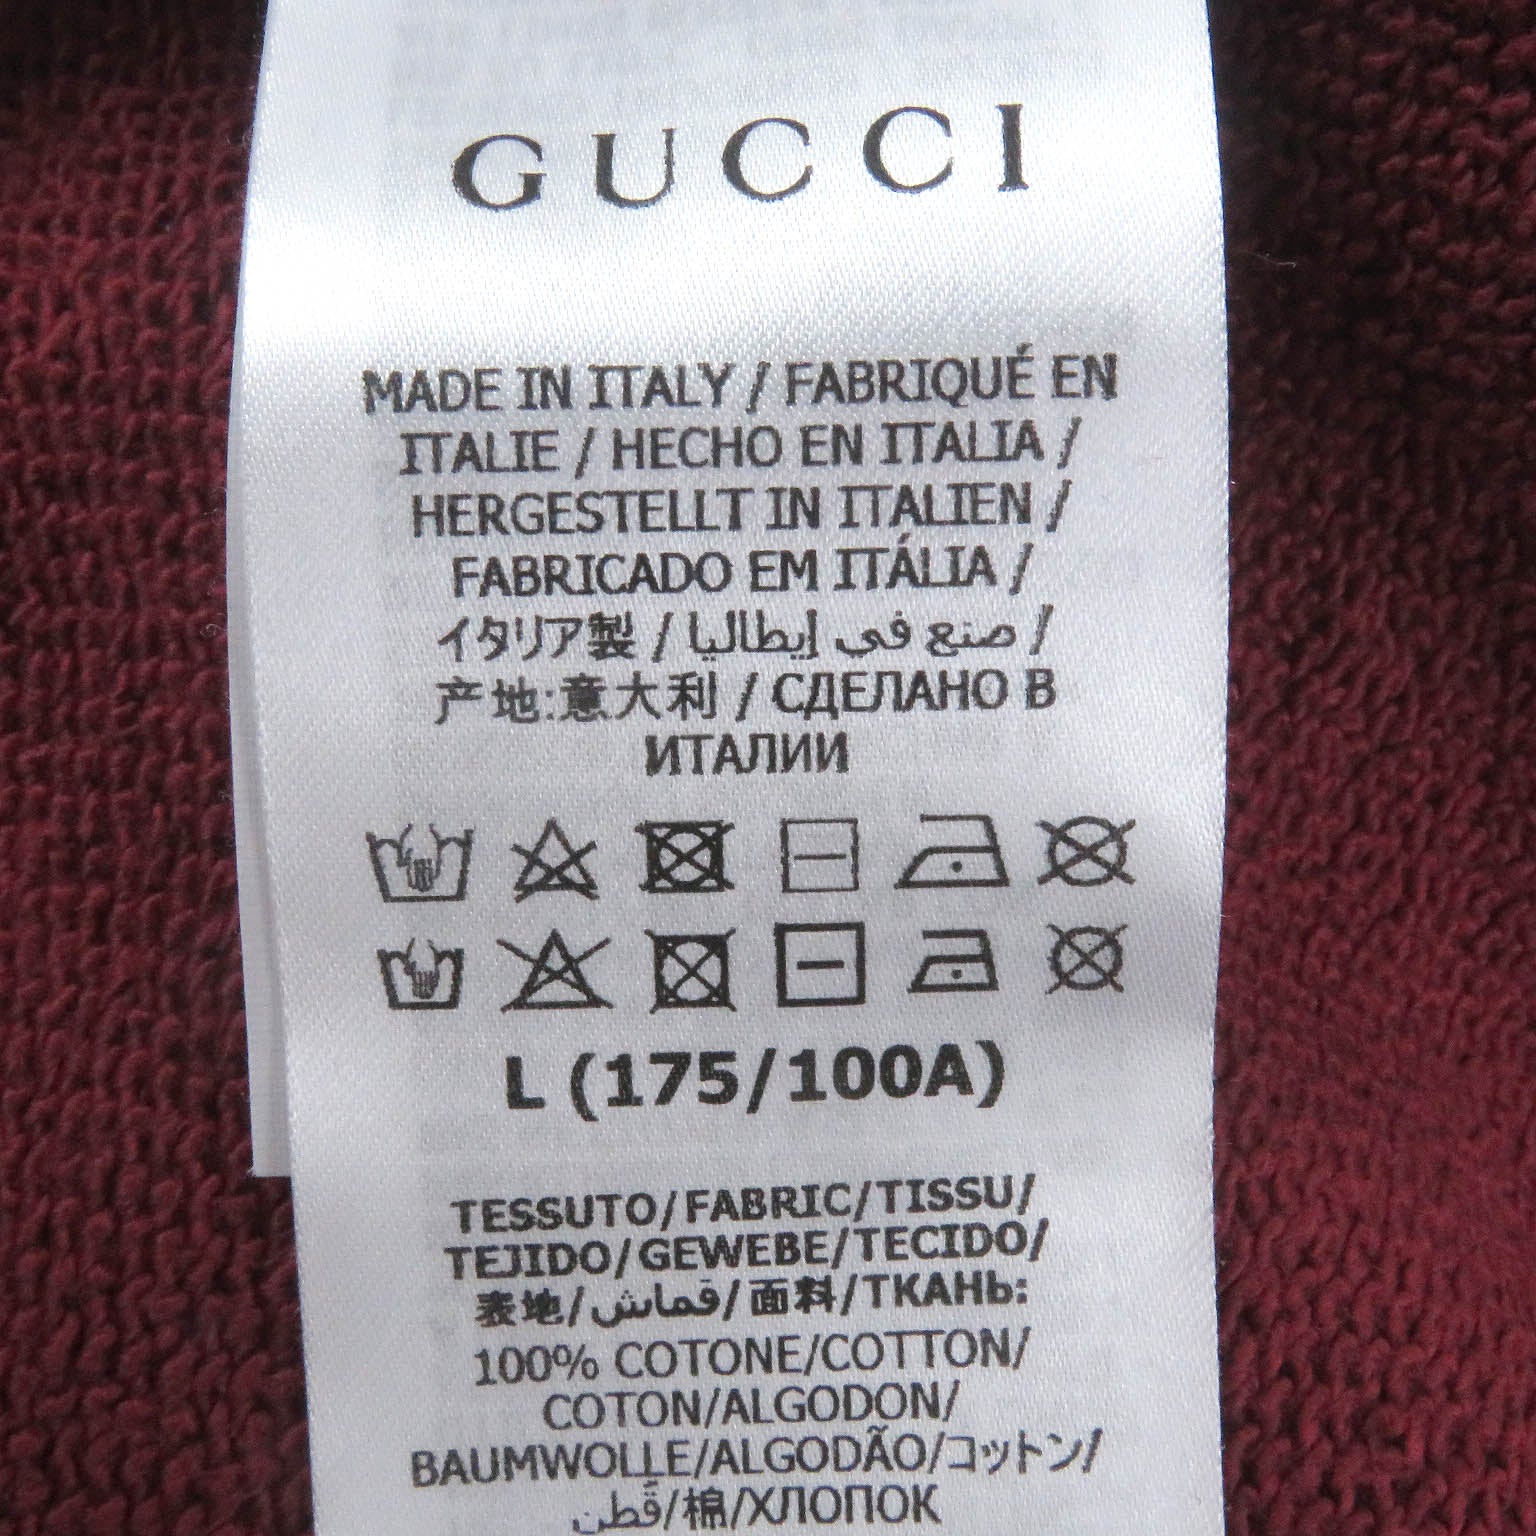 GUCCI
MADE IN ITALY / FABRIQUÉ EN
ITALIE / HECHO EN ITALIA /
HERGESTELLT IN ITALIEN /
FABRICADO EM ITÁLIA /
イタリア製 / صنع في إيطاليا /
产地:意大利 / СДЕЛАНО В
ИТАЛИИ
L (175/100A)
TESSUTO/FABRIC/TISSU/
TEJIDO/GEWEBE/TECIDO/
表地/قماش/面料/ТКАНЬ:
100% COTONE/COTTON/
COTON/ALGODON/
BAUMWOLLE/ALGODÃO/コットン/
قطن/棉/ХЛОПОК